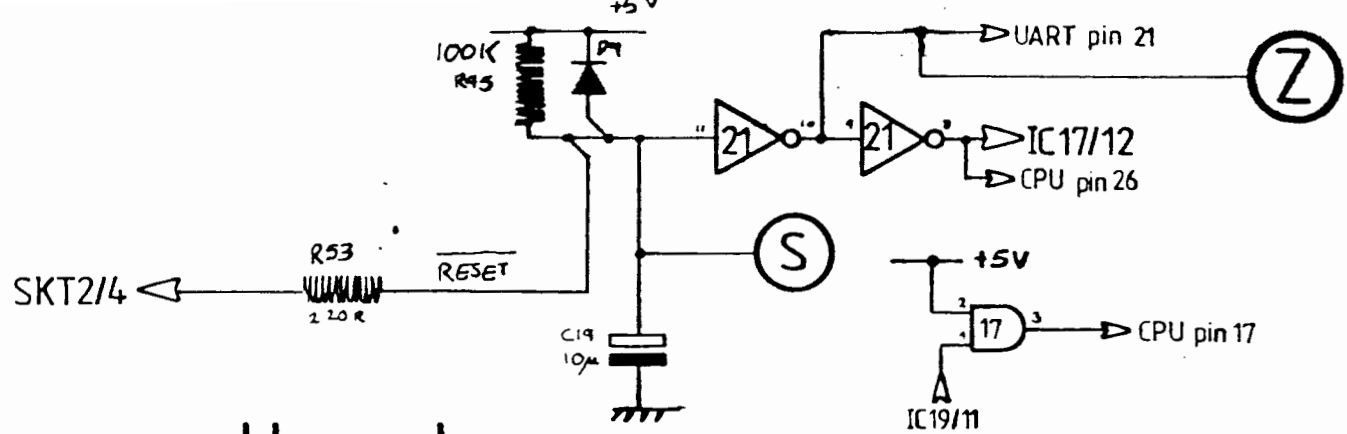 +5V
100K
R45
D4
UART pin 21
Z
11
21
10
9
21
8
IC17/12
CPU pin 26
R53
RESET
S
SKT2/4
220R
+5V
2
17
3
CPU pin 17
1
C19
10μ
IC19/11